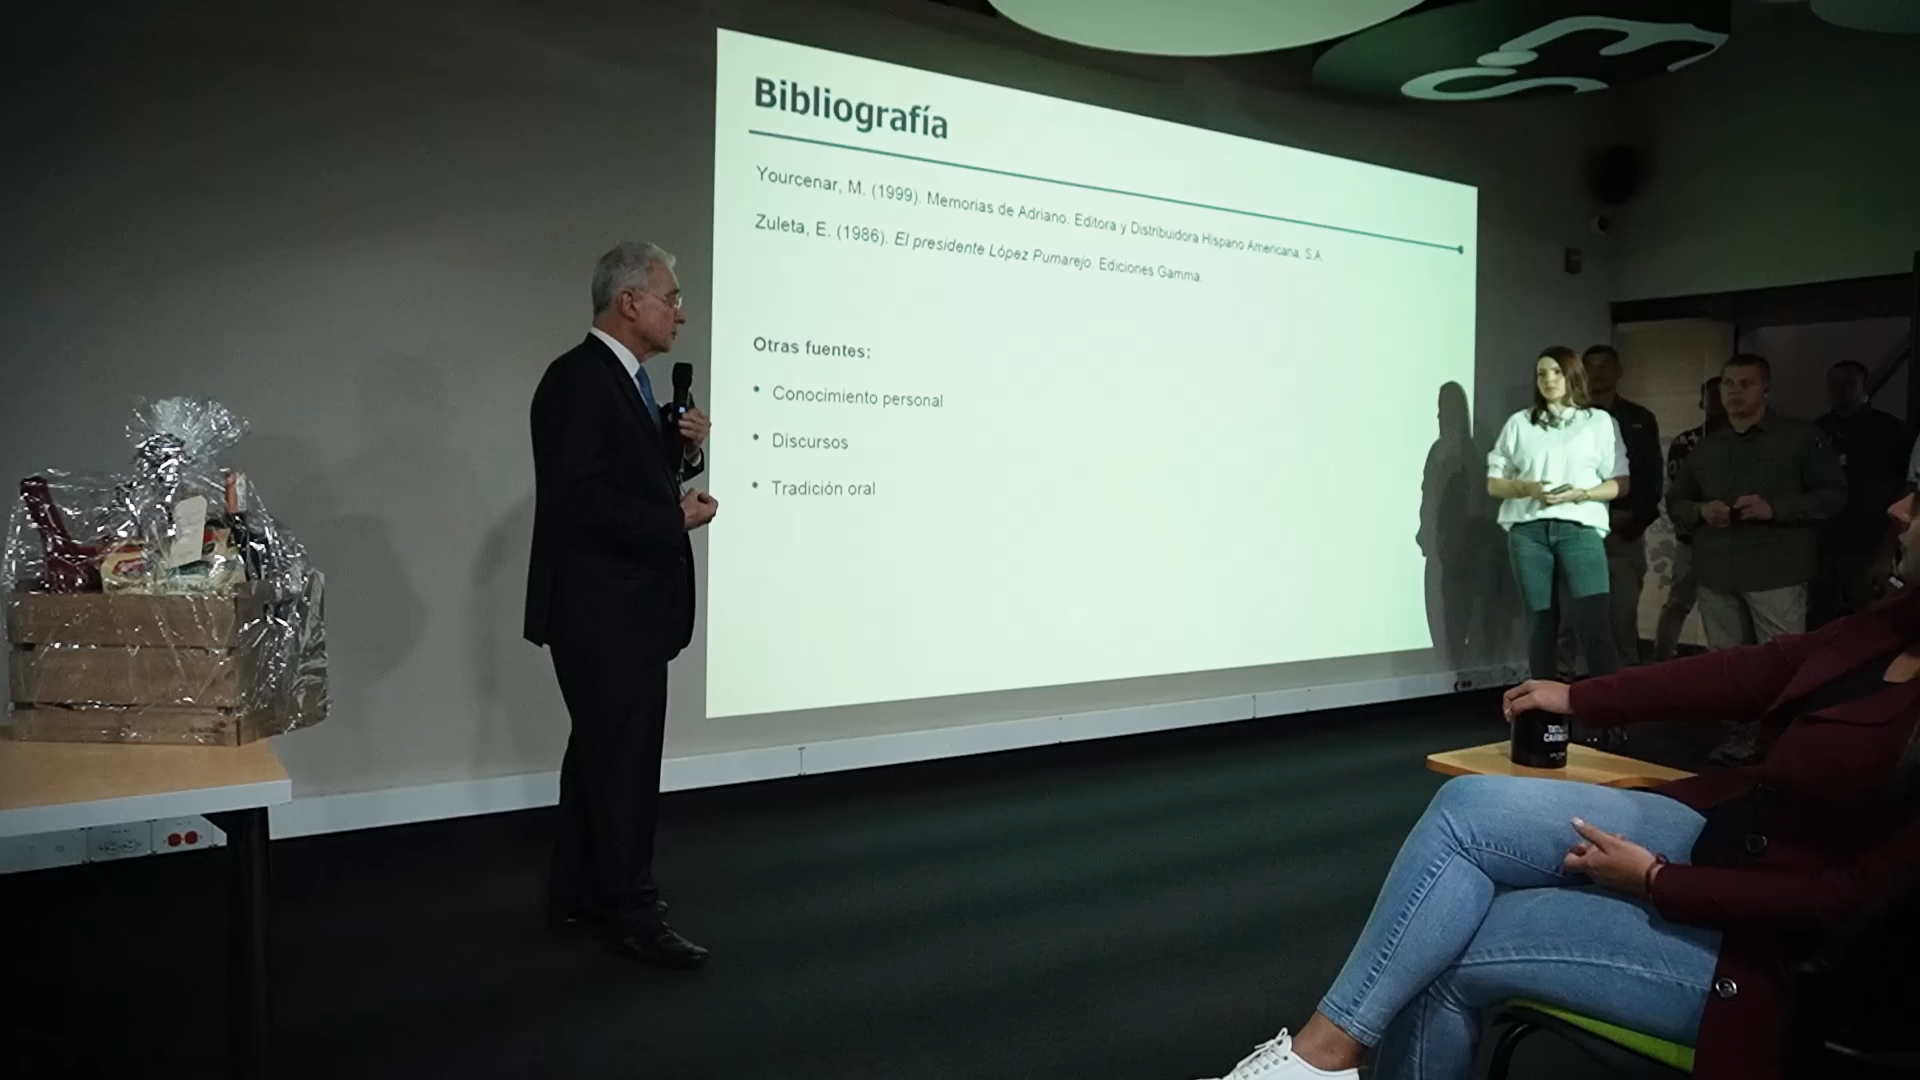 Bibliografía
Yourcenar, M. (1999). Memorias de Adriano. Editora y Distribuidora Hispano Americana, S.A.
Zuleta, E. (1986). El presidente López Pumarejo. Ediciones Gamma.
Otras fuentes:
• Conocimiento personal
• Discursos
• Tradición oral